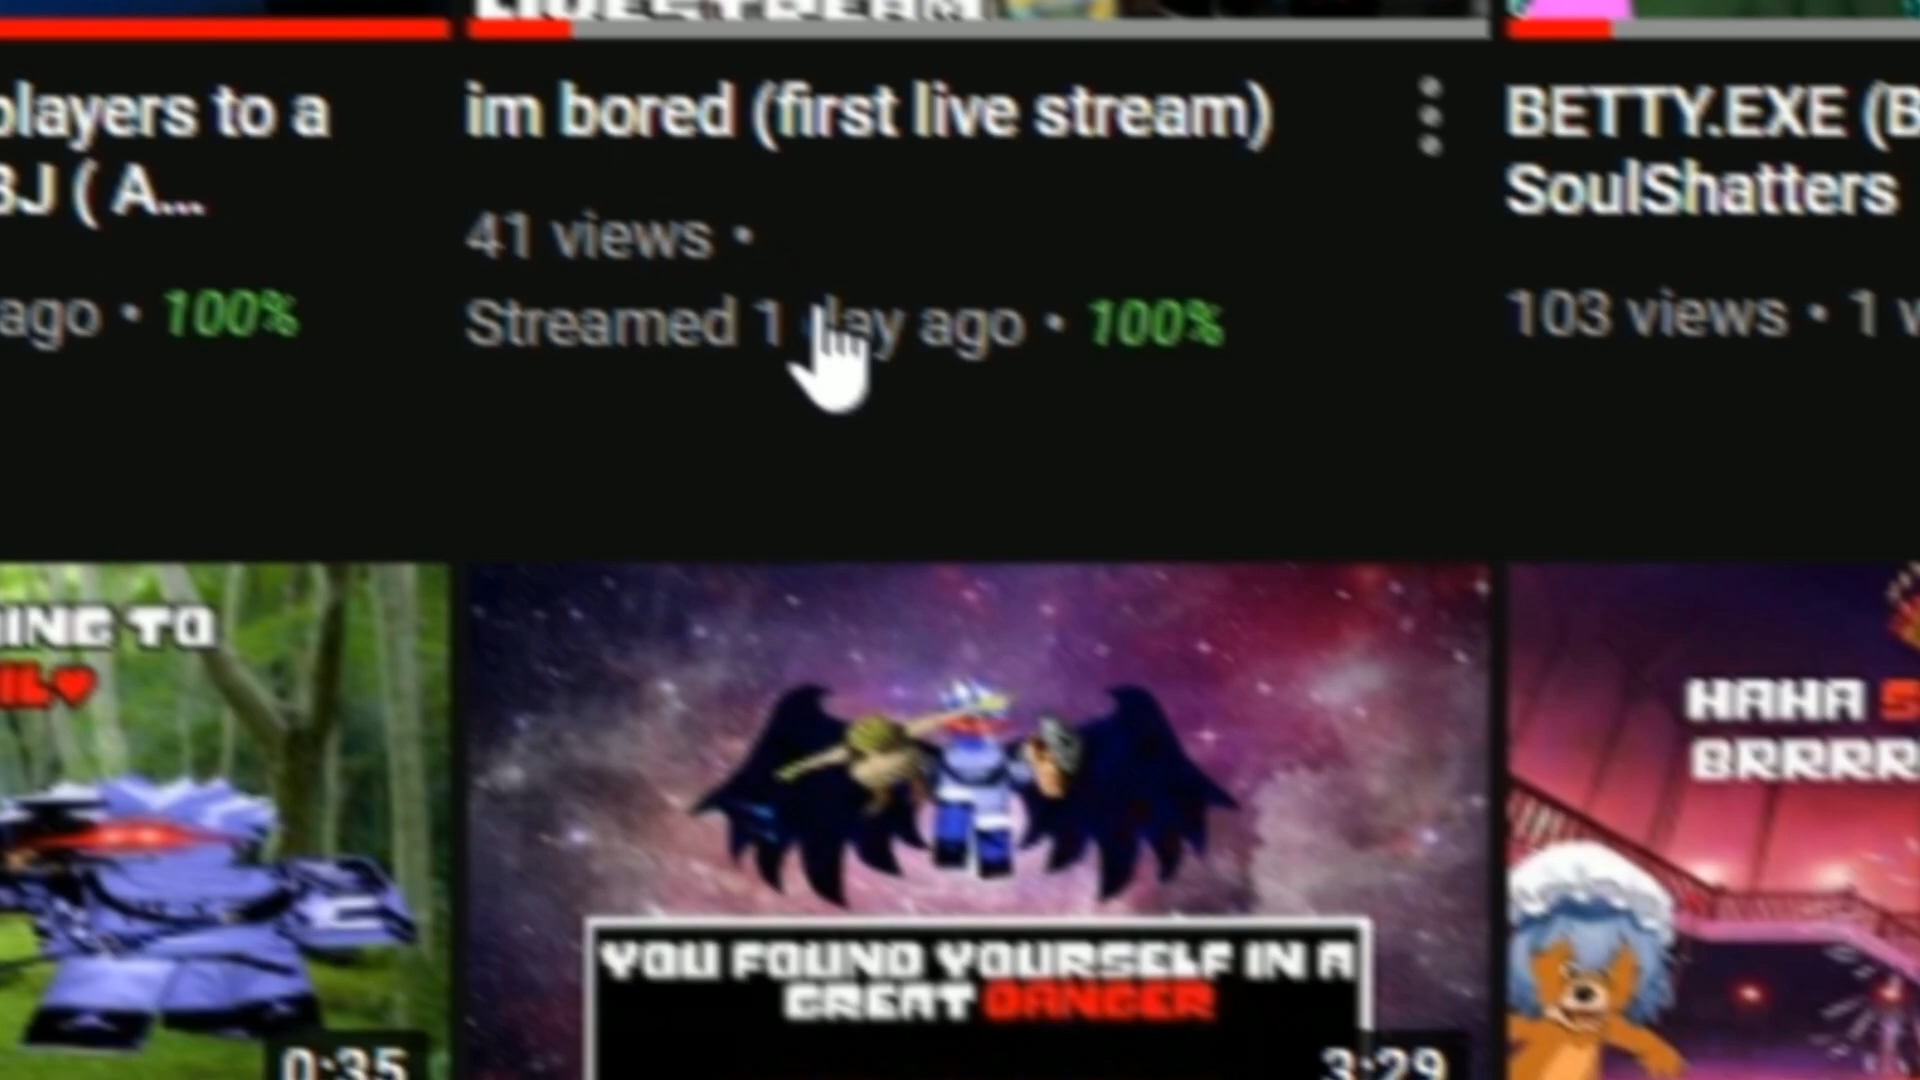 LIVESTREAM
players to a
BJ ( A...
ago • 100%
im bored (first live stream)
41 views •
Streamed 1 day ago • 100%
BETTY.EXE (B
SoulShatters
103 views • 1 w
ING TO
0:35
YOU FOUND YOURSELF IN A
GREAT DANGER
3:29
HAHA S
BRRRR